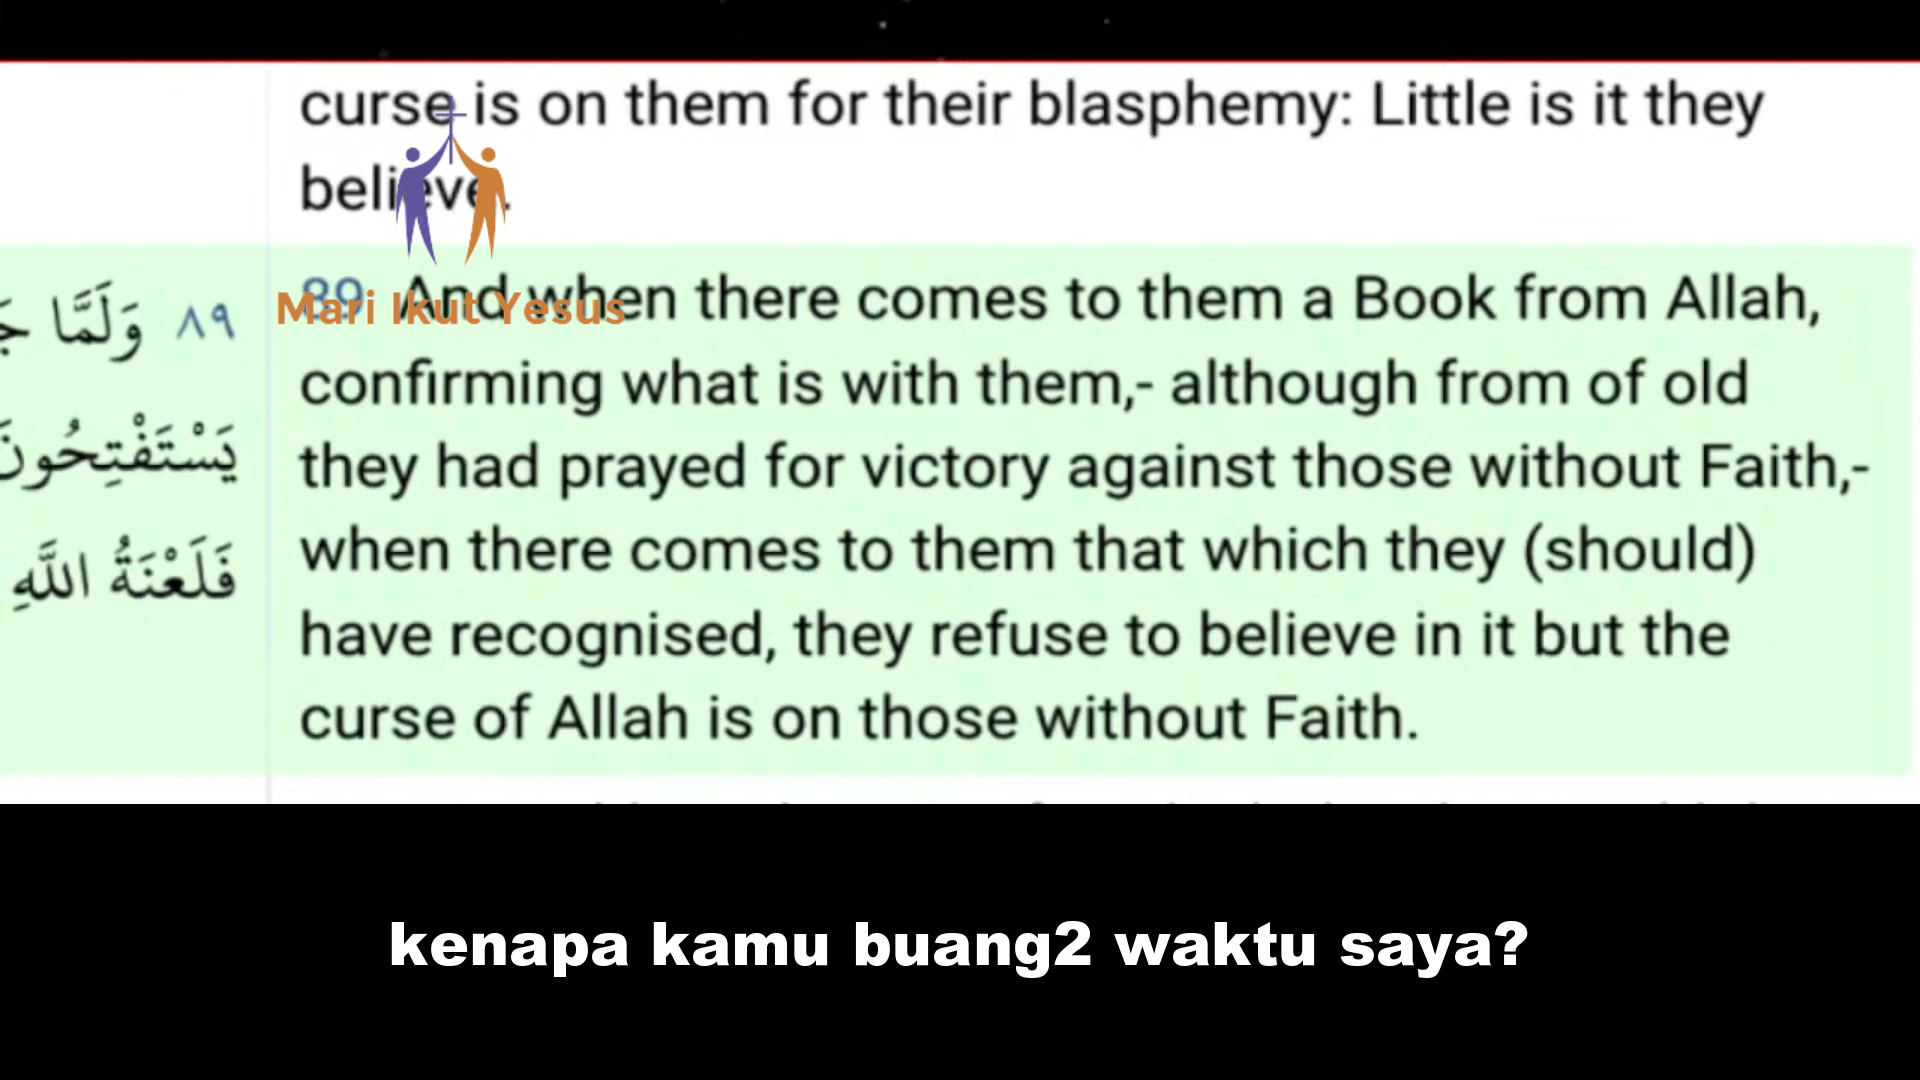 curse is on them for their blasphemy: Little is it they
believe.
Mari Ikut Yesus
وَلَمَّا ٨٩
89 And when there comes to them a Book from Allah,
confirming what is with them,- although from of old
يَسْتَفْتِحُونَ
they had prayed for victory against those without Faith,-
when there comes to them that which they (should)
فَلَعْنَةُ اللَّهِ
have recognised, they refuse to believe in it but the
curse of Allah is on those without Faith.
kenapa kamu buang2 waktu saya?